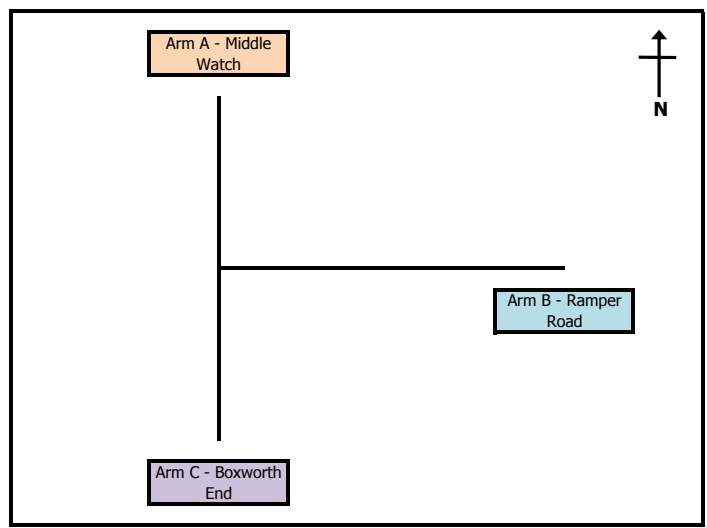 Arm A - Middle
Watch
N
Arm B - Ramper
Road
Arm C - Boxworth
End